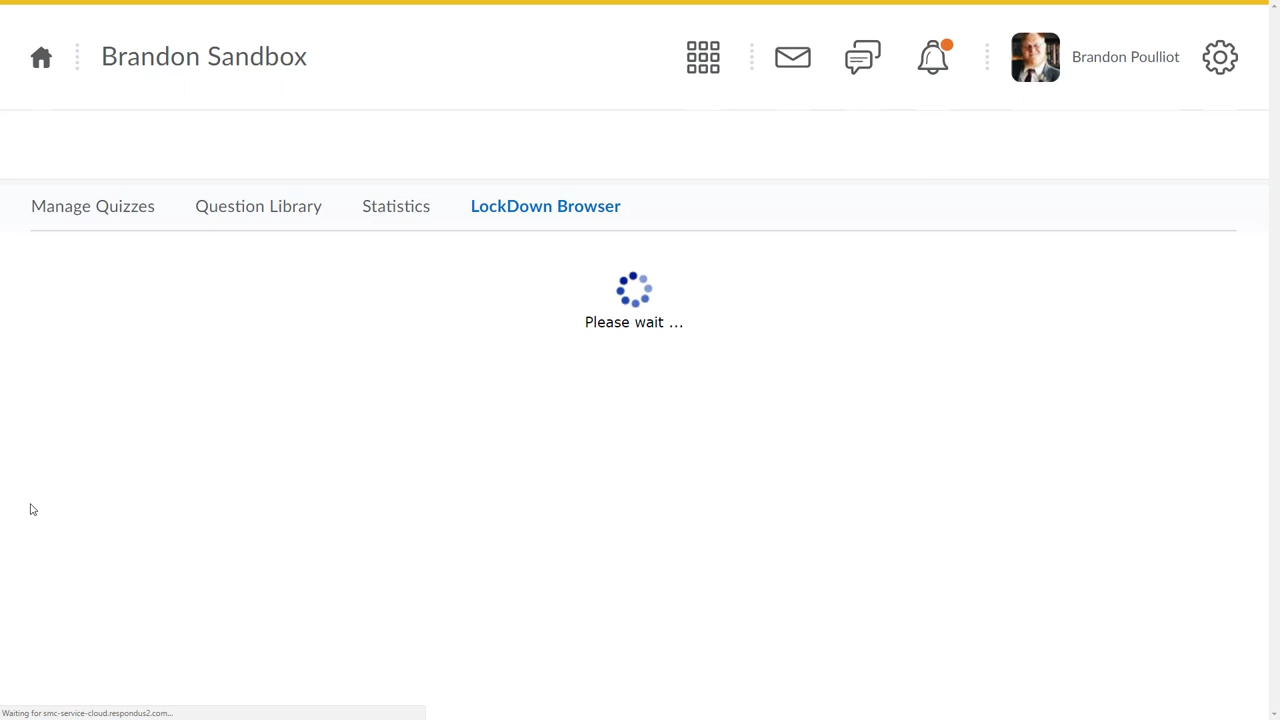 Brandon Sandbox
Brandon Poulliot
Manage Quizzes Question Library Statistics LockDown Browser
Please wait ...
Waiting for smc-service-cloud.respondus2.com...